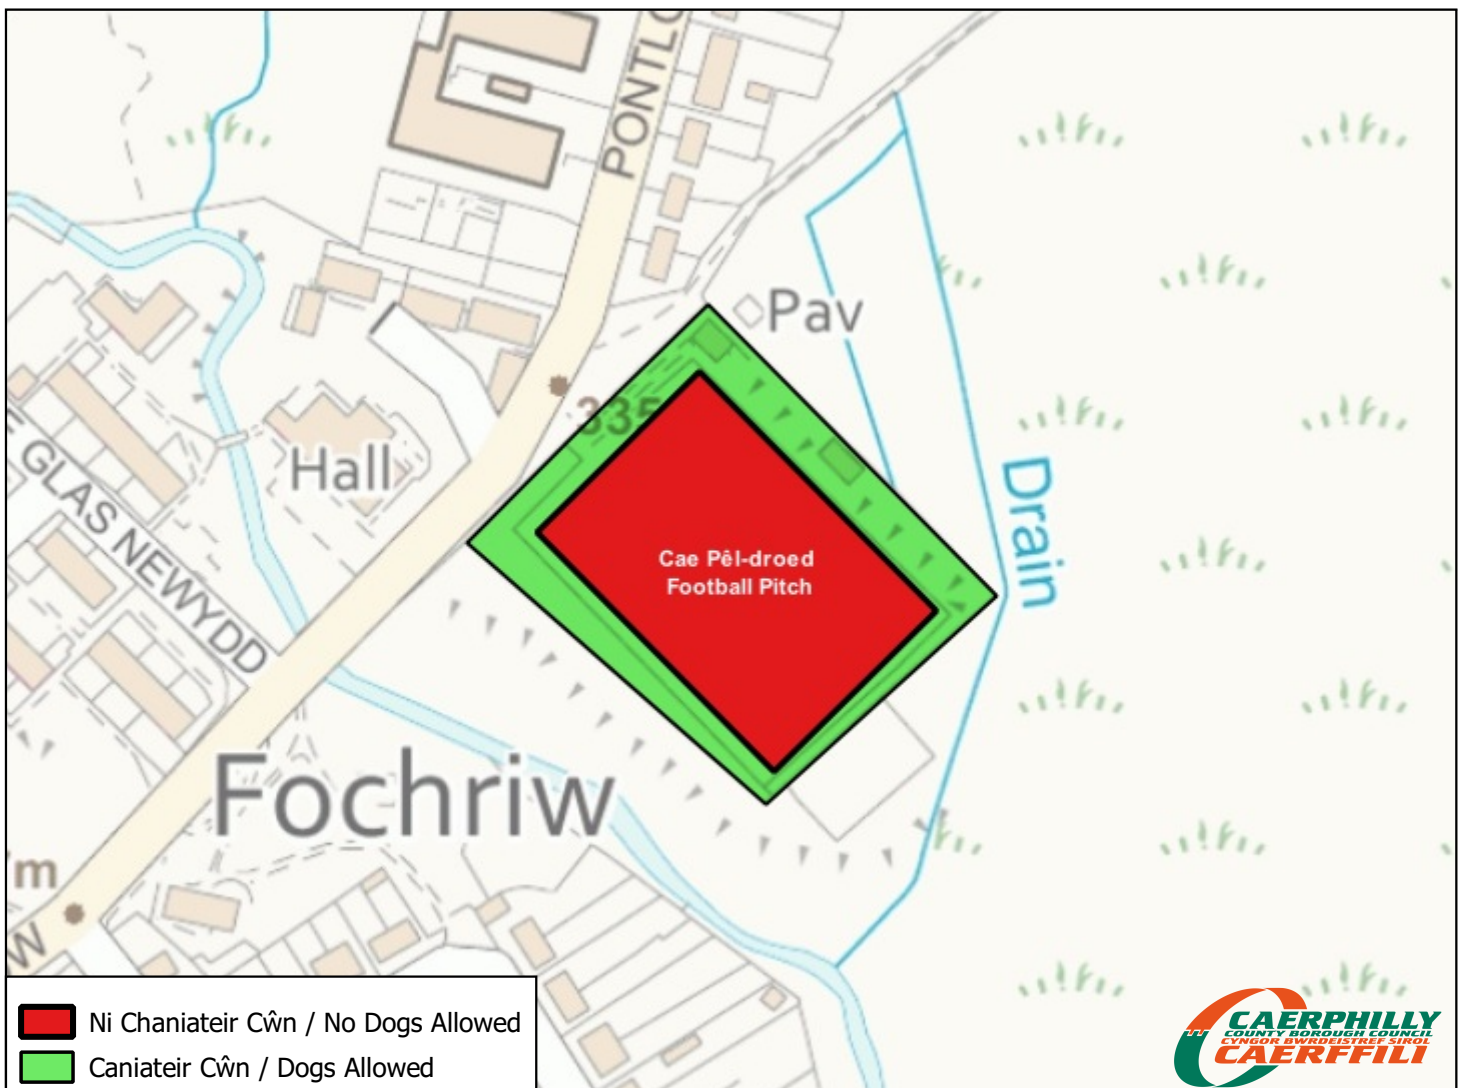 PONTLO
Pav
335
Hall
GLAS NEWYDD
Drain
Cae Pêl-droed
Football Pitch
Fochriw
m
W
Ni Chaniateir Cŵn / No Dogs Allowed
Caniateir Cŵn / Dogs Allowed
CAERPHILLY
COUNTY BOROUGH COUNCIL
CYNGOR BWRDEISTREF SIROL
CAERFFILI